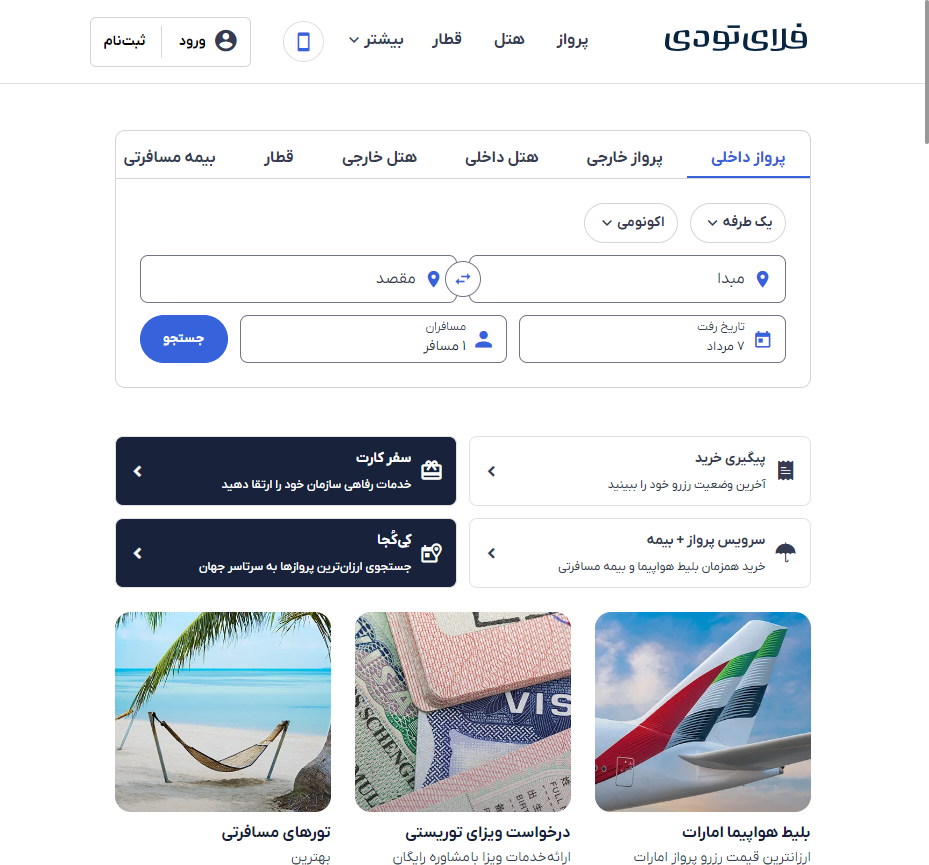 فلای‌تودی
پرواز
هتل
قطار
بیشتر
ورود
ثبت‌نام
پرواز داخلی
پرواز خارجی
هتل داخلی
هتل خارجی
قطار
بیمه مسافرتی
یک طرفه
اکونومی
مبدا
مقصد
تاریخ رفت
۷ مرداد
مسافران
۱ مسافر
جستجو
پیگیری خرید
آخرین وضعیت رزرو خود را ببینید
سفر کارت
خدمات رفاهی سازمان خود را ارتقا دهید
سرویس پرواز + بیمه
خرید همزمان بلیط هواپیما و بیمه مسافرتی
کِی‌کُجا
جستجوی ارزان‌ترین پروازها به سرتاسر جهان
VISA
SCHENGE
MUL
VIS
بلیط هواپیما امارات
ارزانترین قیمت رزرو پرواز امارات
درخواست ویزای توریستی
ارائه‌خدمات ویزا با‌مشاوره رایگان
تورهای مسافرتی
بهترین